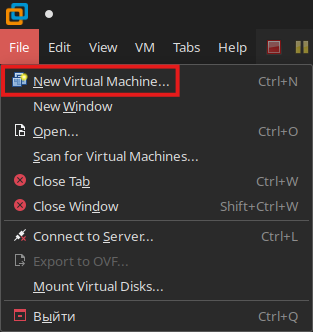 File Edit View VM Tabs Help
New Virtual Machine... Ctrl+N
New Window
Open... Ctrl+O
Scan for Virtual Machines...
Close Tab Ctrl+W
Close Window Shift+Ctrl+W
Connect to Server... Ctrl+L
Export to OVF...
Mount Virtual Disks...
Выйти Ctrl+Q